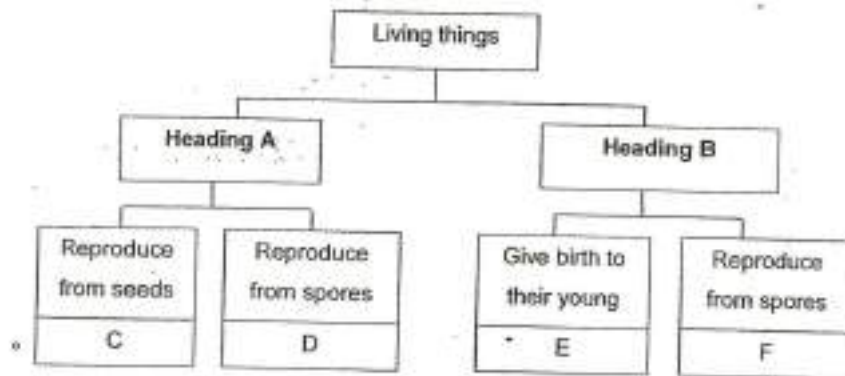 Living things
Heading A
Heading B
Reproduce
from seeds
C
Reproduce
from spores
D
Give birth to
their young
E
Reproduce
from spores
F